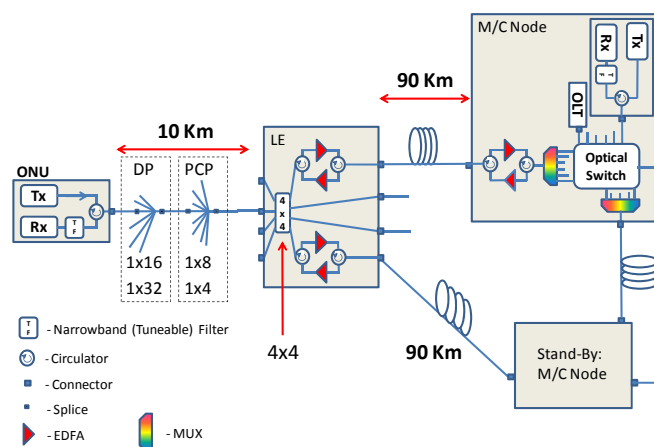 M/C Node
Rx
Tx
T
F
OLT
90 Km
10 Km
LE
Optical
Switch
ONU
DP
PCP
Tx
Rx
T
F
4
x
4
1x16
1x8
1x32
1x4
T
F
- Narrowband (Tuneable) Filter
- Circulator
- Connector
- Splice
- EDFA
- MUX
4x4
90 Km
Stand-By:
M/C Node